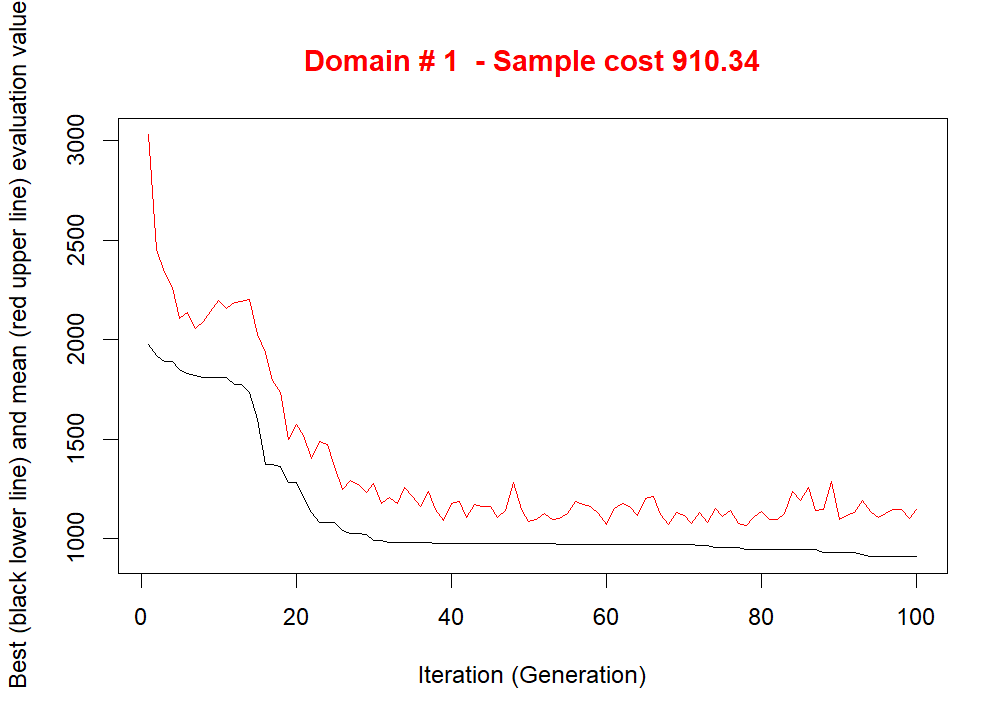 Domain # 1  - Sample cost 910.34
Best (black lower line) and mean (red upper line) evaluation value
3000
2500
2000
1500
1000
0 20 40 60 80 100
Iteration (Generation)